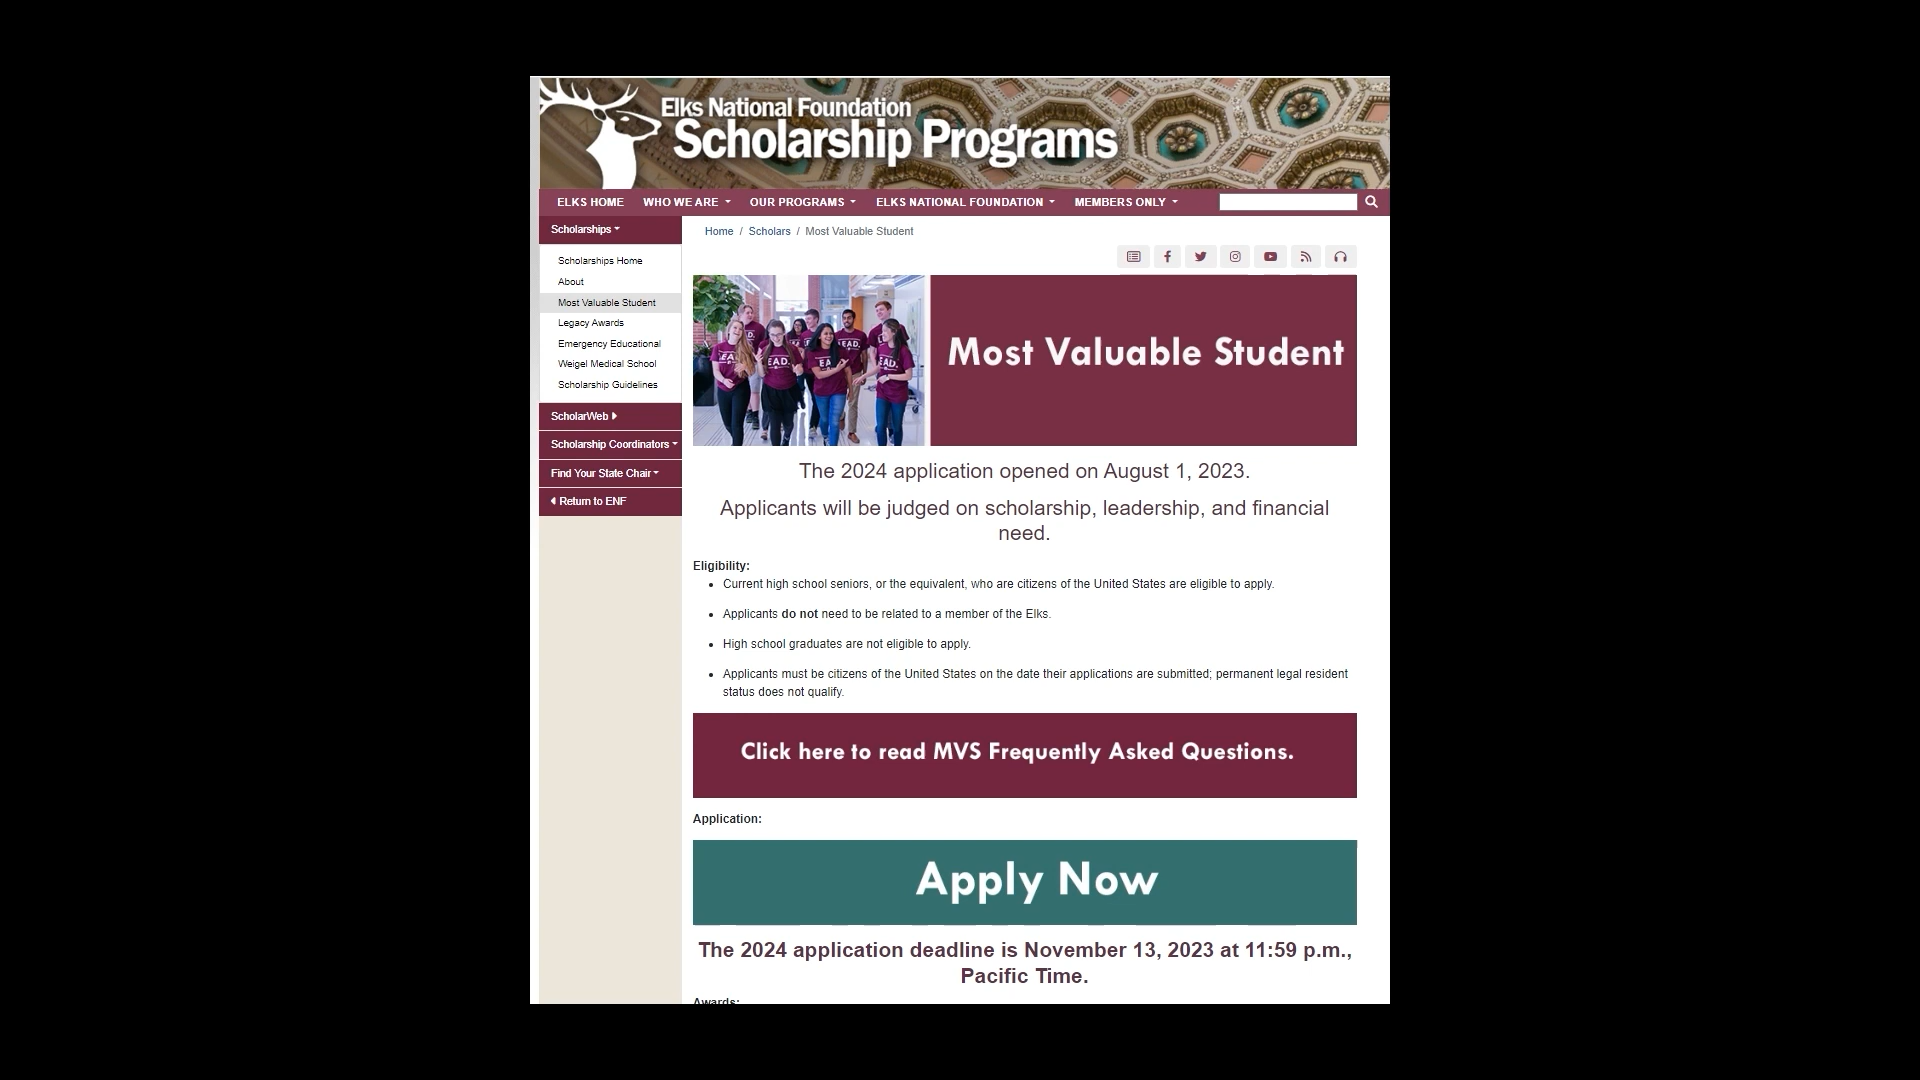 Elks National Foundation
Scholarship Programs
ELKS HOME WHO WE ARE OUR PROGRAMS ELKS NATIONAL FOUNDATION MEMBERS ONLY
Scholarships
Scholarships Home
About
Most Valuable Student
Legacy Awards
Emergency Educational
Weigel Medical School
Scholarship Guidelines
ScholarWeb
Scholarship Coordinators
Find Your State Chair
Return to ENF
Home / Scholars / Most Valuable Student
LEAD.
EAD.
EAD.
Most Valuable Student
The 2024 application opened on August 1, 2023.
Applicants will be judged on scholarship, leadership, and financial
need.
Eligibility:
Current high school seniors, or the equivalent, who are citizens of the United States are eligible to apply.
Applicants do not need to be related to a member of the Elks.
High school graduates are not eligible to apply.
Applicants must be citizens of the United States on the date their applications are submitted; permanent legal resident
status does not qualify.
Click here to read MVS Frequently Asked Questions.
Application:
Apply Now
The 2024 application deadline is November 13, 2023 at 11:59 p.m.,
Pacific Time.
Awards: